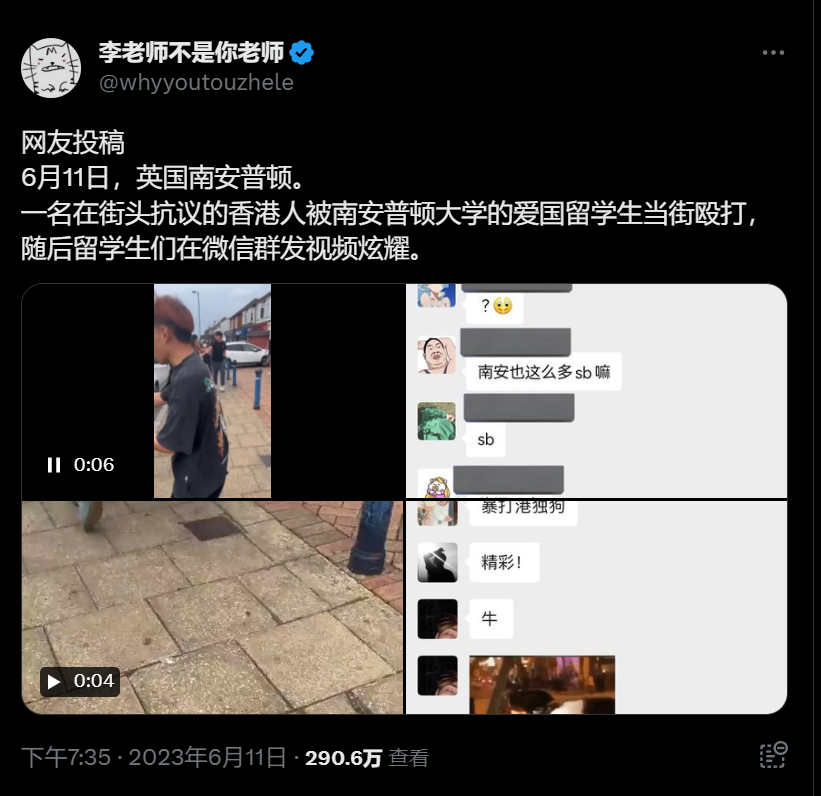 李老师不是你老师
@whyyoutouzhele
网友投稿
6月11日，英国南安普顿。
一名在街头抗议的香港人被南安普顿大学的爱国留学生当街殴打，
随后留学生们在微信群发视频炫耀。
?
南安也这么多sb嘛
0:06
sb
暴打港独狗
精彩！
牛
0:04
下午7:35 · 2023年6月11日 · 290.6万 查看